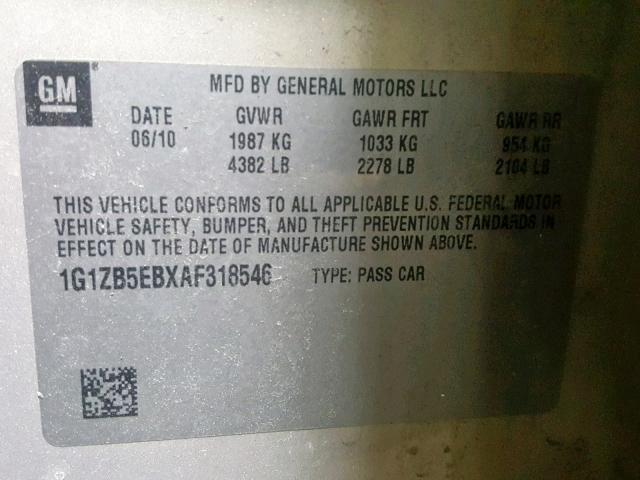 GM
MFD BY GENERAL MOTORS LLC
DATE GVWR GAWR FRT GAWR RR
06/10 1987 KG 1033 KG 954 KG
4382 LB 2278 LB 2104 LB
THIS VEHICLE CONFORMS TO ALL APPLICABLE U.S. FEDERAL MOTOR
VEHICLE SAFETY, BUMPER, AND THEFT PREVENTION STANDARDS IN
EFFECT ON THE DATE OF MANUFACTURE SHOWN ABOVE.
1G1ZB5EBXAF318546 TYPE: PASS CAR